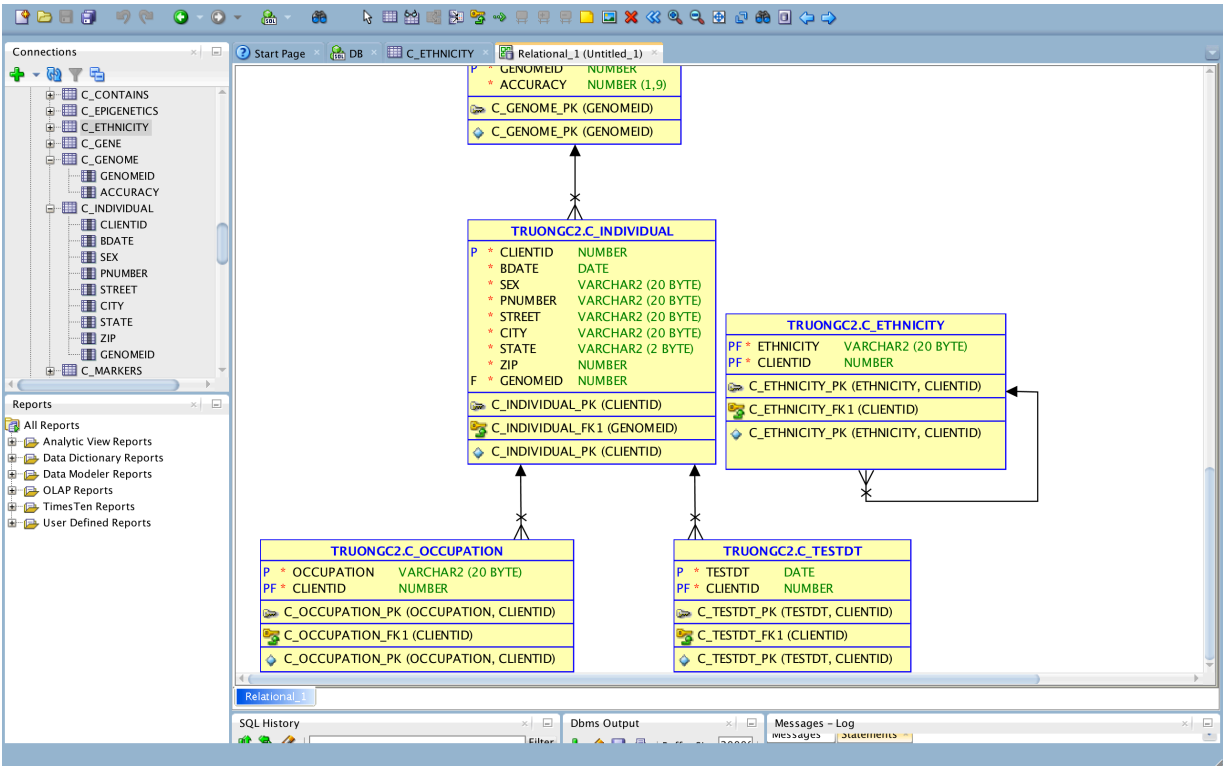 Connections
C_CONTAINS
C_EPIGENETICS
C_ETHNICITY
C_GENE
C_GENOME
GENOMEID
ACCURACY
C_INDIVIDUAL
CLIENTID
BDATE
SEX
PNUMBER
STREET
CITY
STATE
ZIP
GENOMEID
C_MARKERS
Reports
All Reports
Analytic View Reports
Data Dictionary Reports
Data Modeler Reports
OLAP Reports
TimesTen Reports
User Defined Reports
Start Page
DB
C_ETHNICITY
Relational_1 (Untitled_1)
P * GENOMEID NUMBER
* ACCURACY NUMBER (1,9)
C_GENOME_PK (GENOMEID)
C_GENOME_PK (GENOMEID)
TRUONGC2.C_INDIVIDUAL
P * CLIENTID NUMBER
* BDATE DATE
* SEX VARCHAR2 (20 BYTE)
* PNUMBER VARCHAR2 (20 BYTE)
* STREET VARCHAR2 (20 BYTE)
* CITY VARCHAR2 (20 BYTE)
* STATE VARCHAR2 (2 BYTE)
* ZIP NUMBER
F * GENOMEID NUMBER
C_INDIVIDUAL_PK (CLIENTID)
C_INDIVIDUAL_FK1 (GENOMEID)
C_INDIVIDUAL_PK (CLIENTID)
TRUONGC2.C_ETHNICITY
PF * ETHNICITY VARCHAR2 (20 BYTE)
PF * CLIENTID NUMBER
C_ETHNICITY_PK (ETHNICITY, CLIENTID)
C_ETHNICITY_FK1 (CLIENTID)
C_ETHNICITY_PK (ETHNICITY, CLIENTID)
TRUONGC2.C_OCCUPATION
P * OCCUPATION VARCHAR2 (20 BYTE)
PF * CLIENTID NUMBER
C_OCCUPATION_PK (OCCUPATION, CLIENTID)
C_OCCUPATION_FK1 (CLIENTID)
C_OCCUPATION_PK (OCCUPATION, CLIENTID)
TRUONGC2.C_TESTDT
P * TESTDT DATE
PF * CLIENTID NUMBER
C_TESTDT_PK (TESTDT, CLIENTID)
C_TESTDT_FK1 (CLIENTID)
C_TESTDT_PK (TESTDT, CLIENTID)
Relational_1
SQL History
Filter
Dbms Output
Messages - Log
Messages
Statements